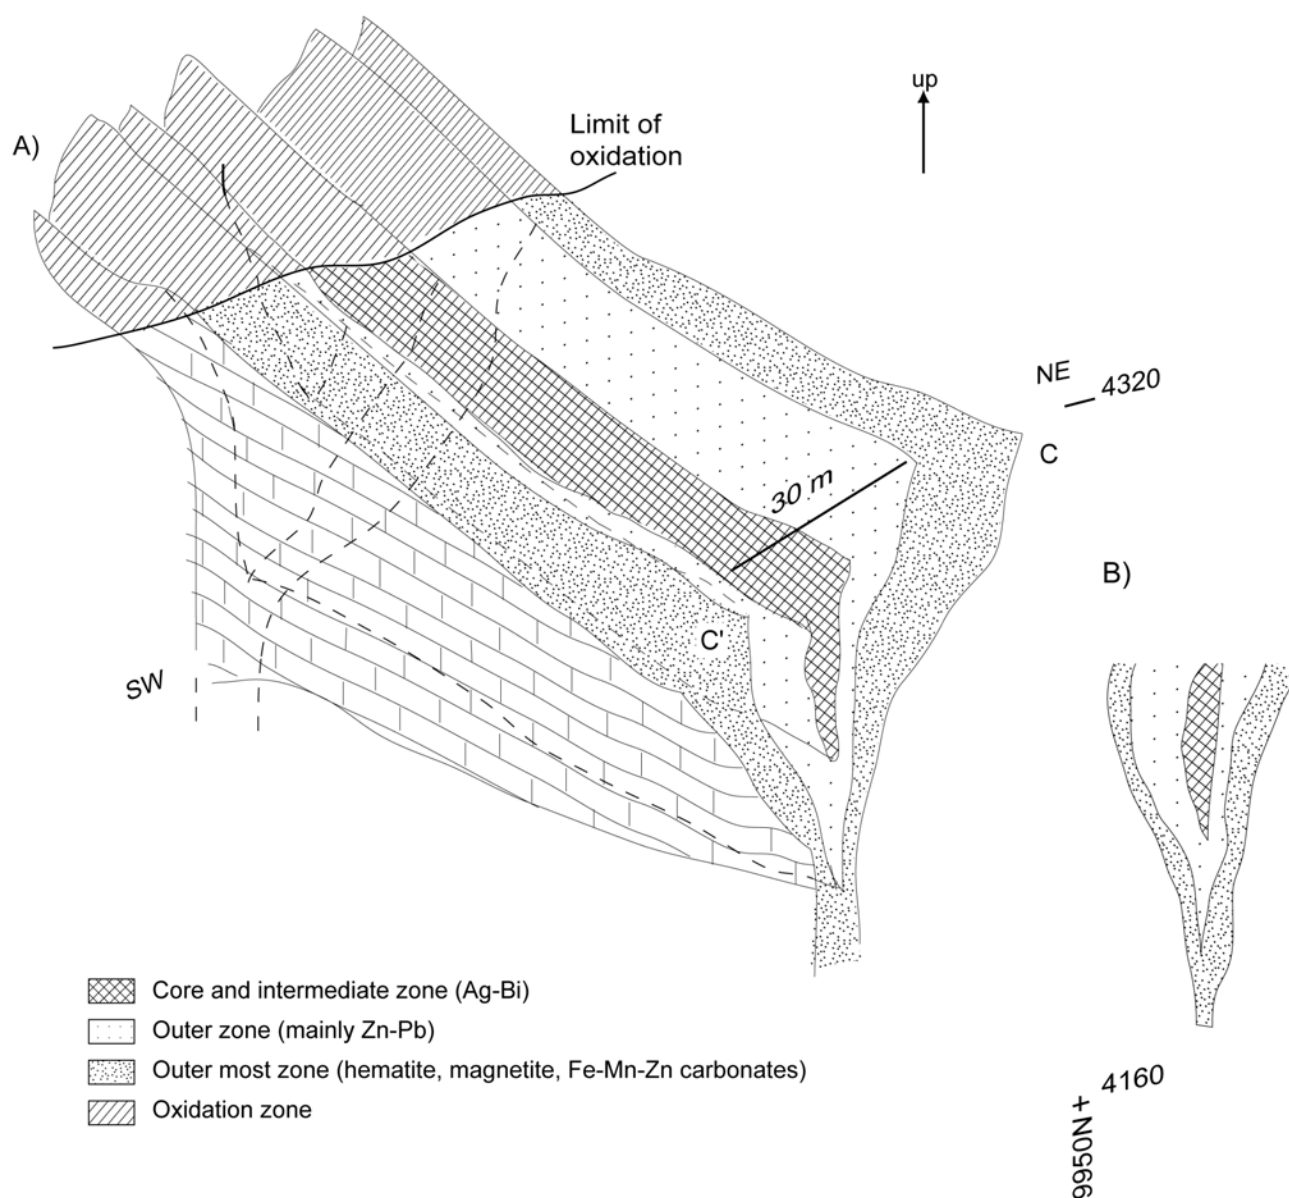 up
A)
Limit of
oxidation
NE
4320
C
30 m
B)
C'
SW
Core and intermediate zone (Ag-Bi)
Outer zone (mainly Zn-Pb)
Outer most zone (hematite, magnetite, Fe-Mn-Zn carbonates)
Oxidation zone
4160
9950N +